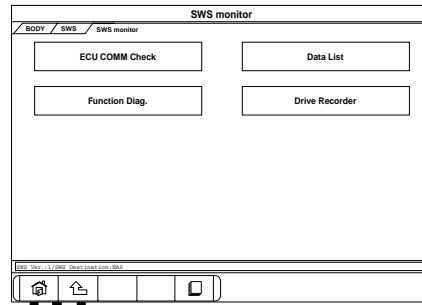 SWS monitor
BODY SWS SWS monitor
ECU COMM Check Data List
Function Diag. Drive Recorder
SWS Ver.:1/SWS Destination:NAS